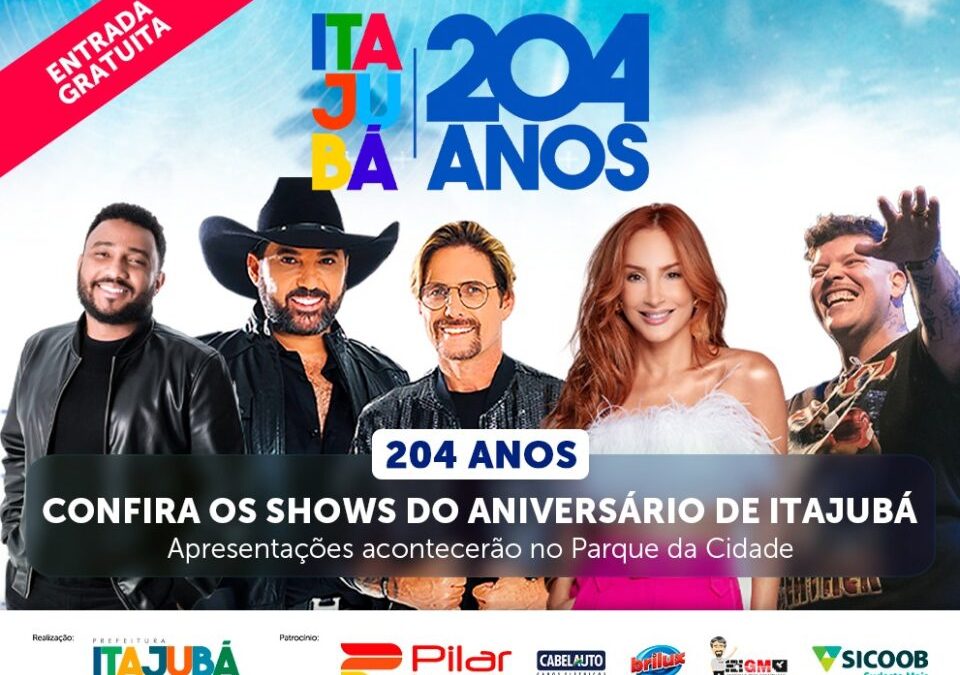 ENTRADA
GRATUITA
ITA
JU
BÁ
204
ANOS
204 ANOS
CONFIRA OS SHOWS DO ANIVERSÁRIO DE ITAJUBÁ
Apresentações acontecerão no Parque da Cidade
Realização:
PREFEITURA
ITAJUBÁ
Patrocínio:
Pilar
CABELAUTO
brilux
GMQ
SICOOB